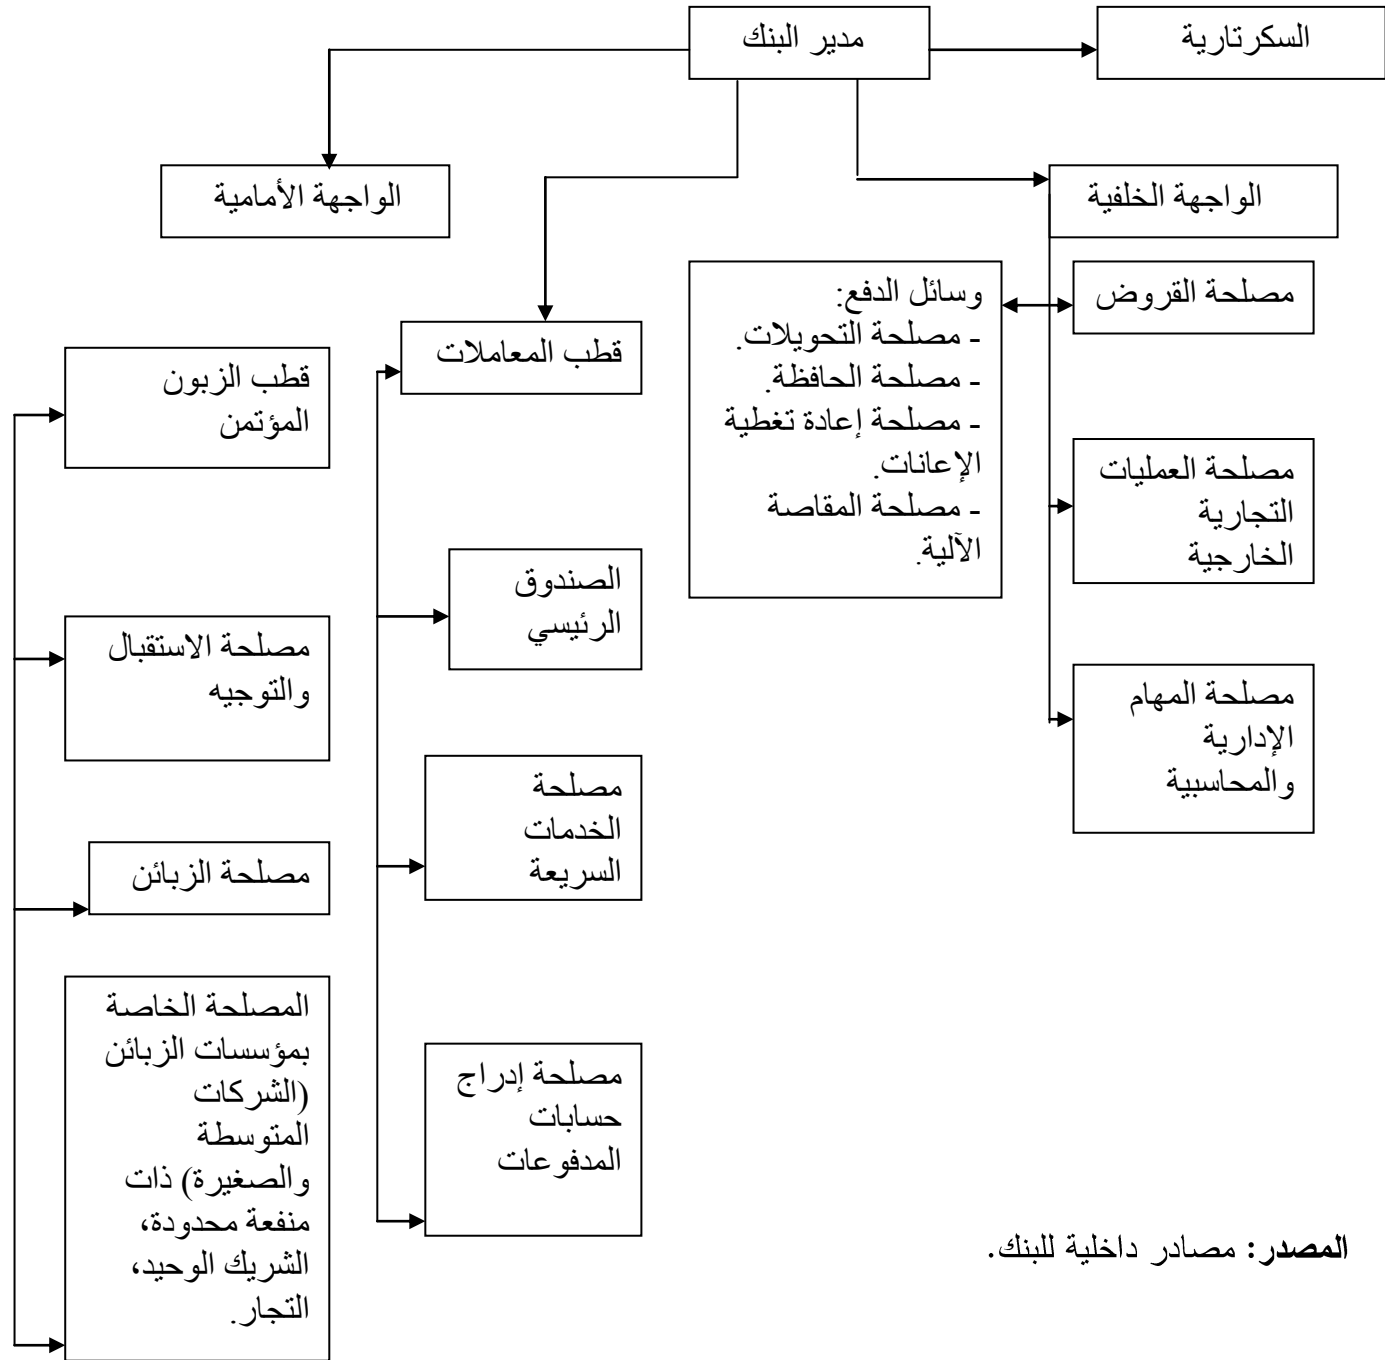 السكرتارية
مدير البنك
الواجهة الخلفية
الواجهة الأمامية
مصلحة القروض
مصلحة العمليات
التجارية
الخارجية
مصلحة المهام
الإدارية
والمحاسبية
وسائل الدفع:
- مصلحة التحويلات.
- مصلحة الحافظة.
- مصلحة إعادة تغطية
الإعانات.
- مصلحة المقاصة
الآلية.
قطب المعاملات
الصندوق
الرئيسي
مصلحة
الخدمات
السريعة
مصلحة إدراج
حسابات
المدفوعات
قطب الزبون
المؤتمن
مصلحة الاستقبال
والتوجيه
مصلحة الزبائن
المصلحة الخاصة
بمؤسسات الزبائن
(الشركات
المتوسطة
والصغيرة) ذات
منفعة محدودة،
الشريك الوحيد،
التجار.
المصدر: مصادر داخلية للبنك.